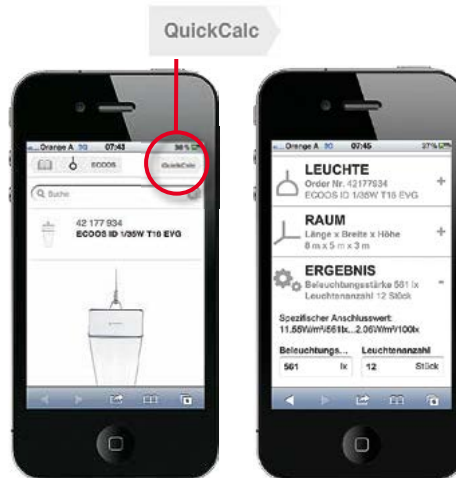 QuickCalc
Orange A 3G 07:43 38 %
ECOOS QuickCalc
Suche
42 177 934
ECOOS ID 1/35W T16 EVG
Orange A 3G 07:45 37%
LEUCHTE
Order Nr. 42177934
ECOOS ID 1/35W T16 EVG
RAUM
Länge x Breite x Höhe
8 m x 5 m x 3 m
ERGEBNIS
Beleuchtungsstärke 561 lx
Leuchtenanzahl 12 Stück
Spezifischer Anschlusswert:
11.55W/m²/561lx...2.06W/m²/100lx
Beleuchtungs... Leuchtenanzahl
561 lx 12 Stück